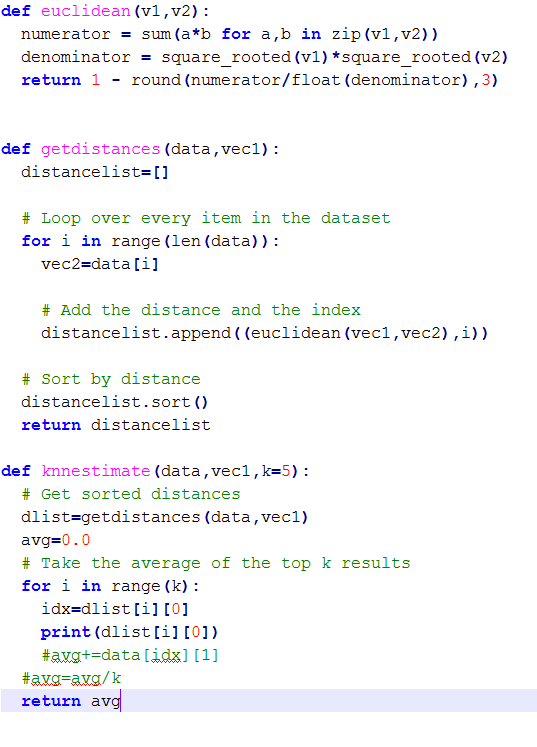 def euclidean(v1,v2):
  numerator = sum(a*b for a,b in zip(v1,v2))
  denominator = square_rooted(v1)*square_rooted(v2)
  return 1 - round(numerator/float(denominator),3)
def getdistances(data,vec1):
  distancelist=[]
  # Loop over every item in the dataset
  for i in range(len(data)):
    vec2=data[i]
    # Add the distance and the index
    distancelist.append((euclidean(vec1,vec2),i))
  # Sort by distance
  distancelist.sort()
  return distancelist
def knnestimate(data,vec1,k=5):
  # Get sorted distances
  dlist=getdistances(data,vec1)
  avg=0.0
  # Take the average of the top k results
  for i in range(k):
    idx=dlist[i][0]
    print(dlist[i][0])
    #avg+=data[idx][1]
  #avg=avg/k
  return avg